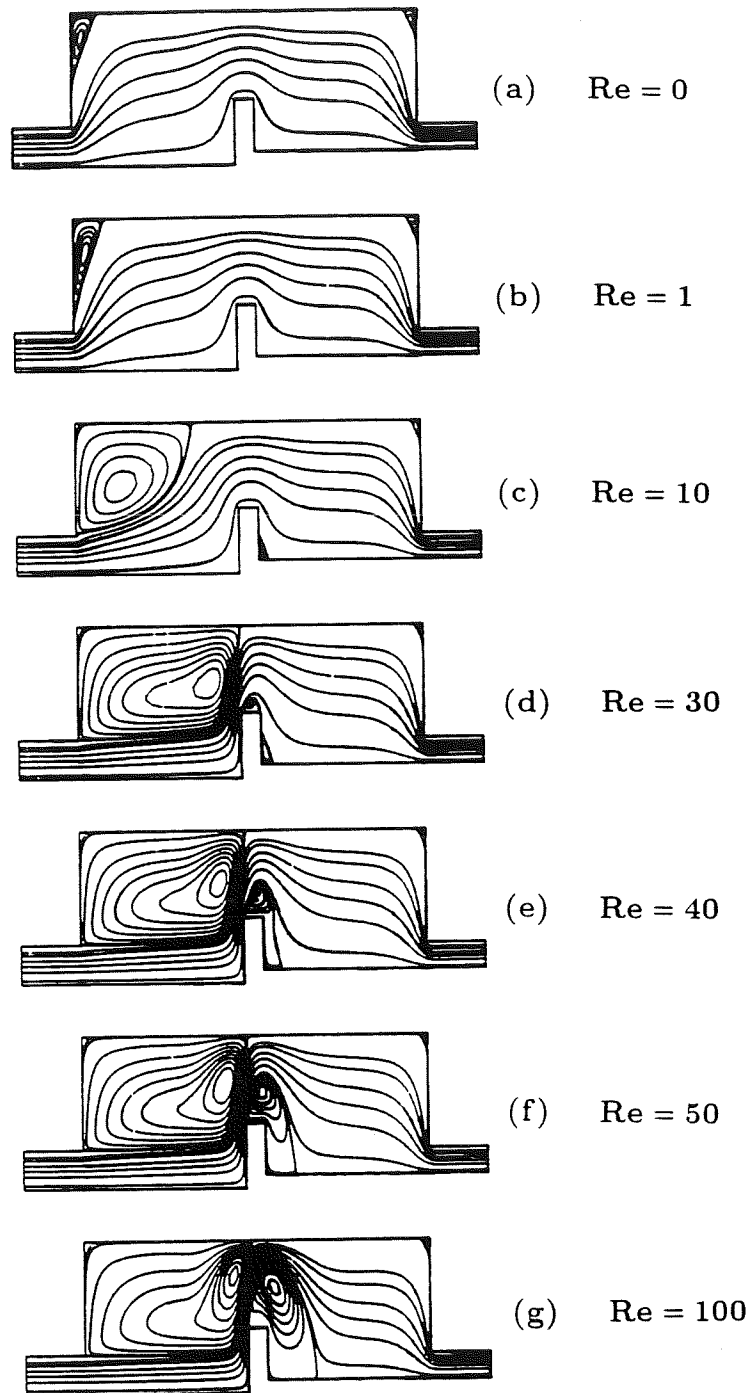 (a) Re = 0
(b) Re = 1
(c) Re = 10
(d) Re = 30
(e) Re = 40
(f) Re = 50
(g) Re = 100